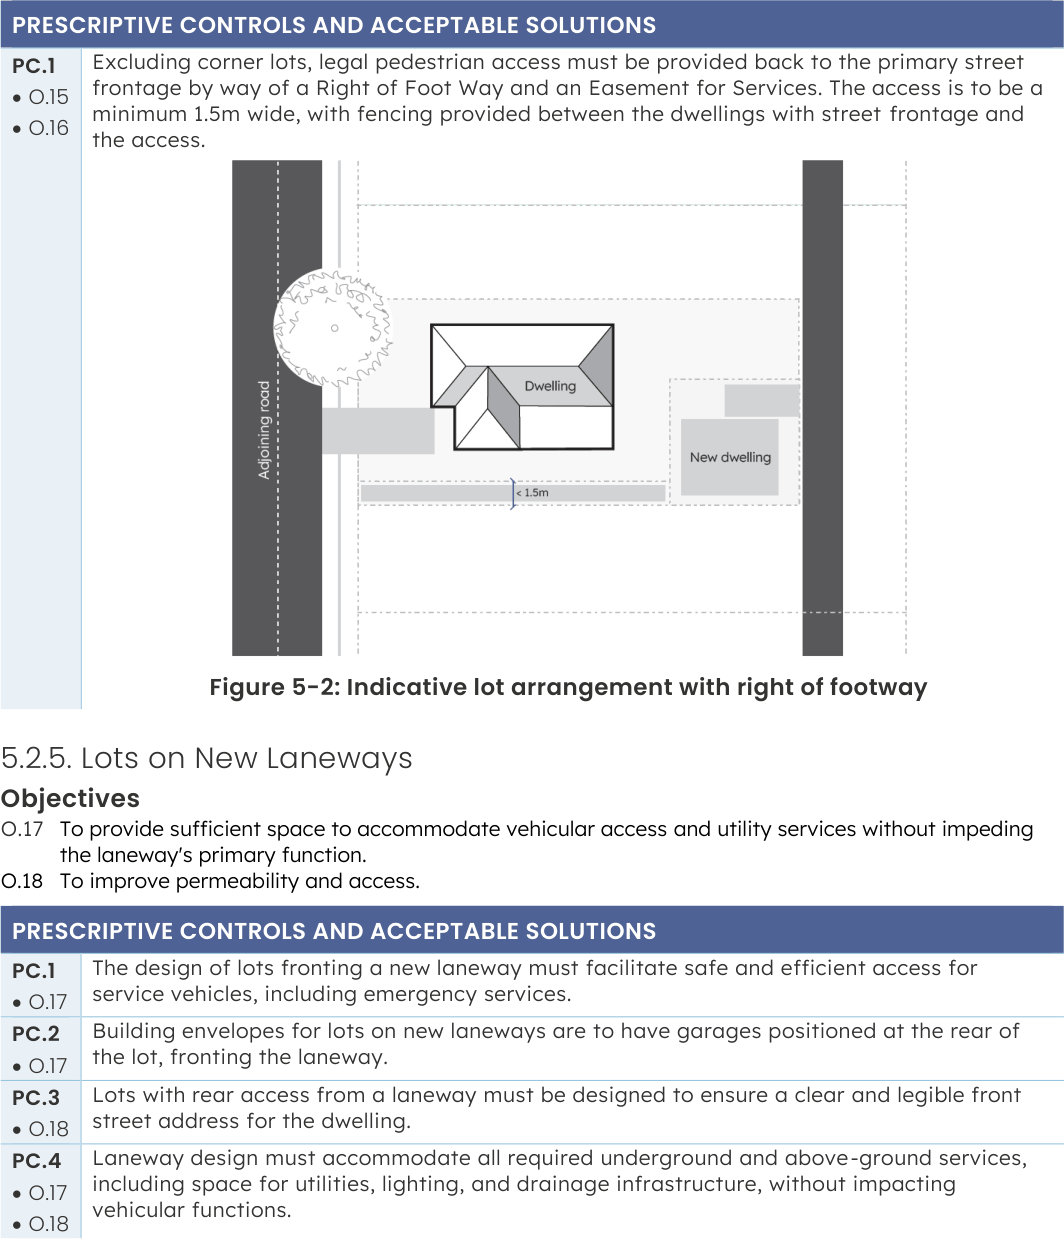 PRESCRIPTIVE CONTROLS AND ACCEPTABLE SOLUTIONS
PC.1
• O.15
• O.16
Excluding corner lots, legal pedestrian access must be provided back to the primary street
frontage by way of a Right of Foot Way and an Easement for Services. The access is to be a
minimum 1.5m wide, with fencing provided between the dwellings with street frontage and
the access.
Adjoining road
Dwelling
New dwelling
< 1.5m
Figure 5-2: Indicative lot arrangement with right of footway
5.2.5. Lots on New Laneways
Objectives
O.17 To provide sufficient space to accommodate vehicular access and utility services without impeding
the laneway's primary function.
O.18 To improve permeability and access.
PRESCRIPTIVE CONTROLS AND ACCEPTABLE SOLUTIONS
PC.1
• O.17
The design of lots fronting a new laneway must facilitate safe and efficient access for
service vehicles, including emergency services.
PC.2
• O.17
Building envelopes for lots on new laneways are to have garages positioned at the rear of
the lot, fronting the laneway.
PC.3
• O.18
Lots with rear access from a laneway must be designed to ensure a clear and legible front
street address for the dwelling.
PC.4
• O.17
• O.18
Laneway design must accommodate all required underground and above-ground services,
including space for utilities, lighting, and drainage infrastructure, without impacting
vehicular functions.